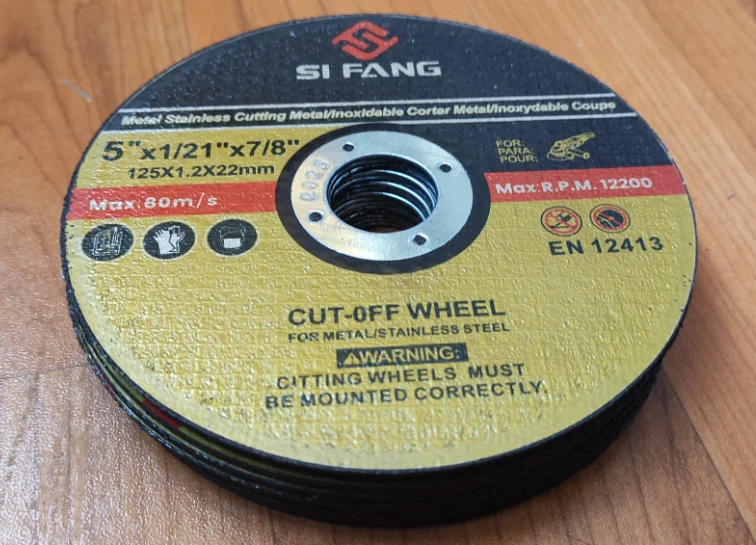 SI FANG
Metal Stainless Cutting Metal/Inoxidable Cortar Metal/Inoxydable Coupe
5"x1/21"x7/8"
125X1.2X22mm
Max 80m/s
FOR:
PARA:
POUR:
Max R.P.M. 12200
EN 12413
CUT-OFF WHEEL
FOR METAL/STAINLESS STEEL
WARNING:
CITTING WHEELS MUST
BE MOUNTED CORRECTLY.